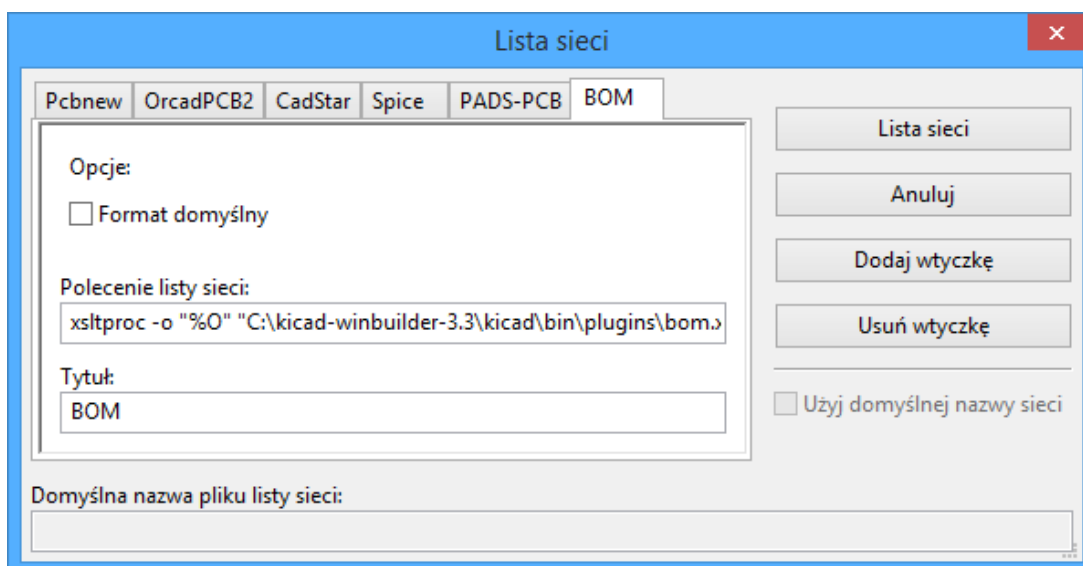 Lista sieci
Pcbnew OrcadPCB2 CadStar Spice PADS-PCB BOM
Opcje:
Format domyślny
Polecenie listy sieci:
xsltproc -o "%O" "C:\kicad-winbuilder-3.3\kicad\bin\plugins\bom.x
Tytuł:
BOM
Lista sieci
Anuluj
Dodaj wtyczkę
Usuń wtyczkę
Użyj domyślnej nazwy sieci
Domyślna nazwa pliku listy sieci: